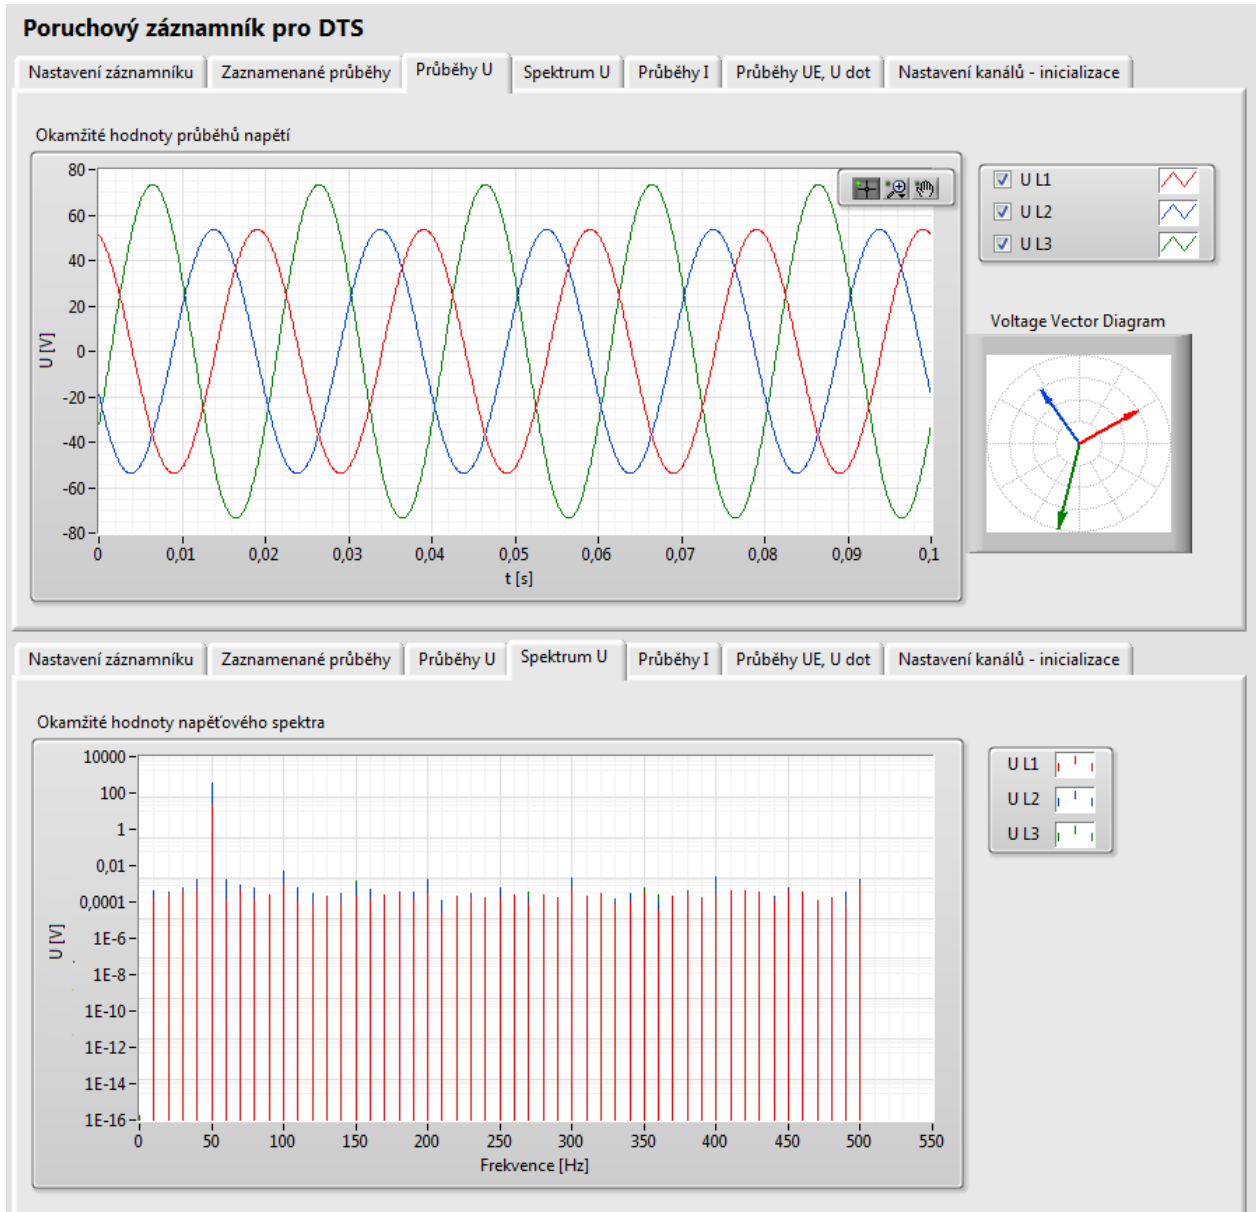 Poruchový záznamník pro DTS
Nastavení záznamníku Zaznamenané průběhy Průběhy U Spektrum U Průběhy I Průběhy UE, U dot Nastavení kanálů - inicializace
Okamžité hodnoty průběhů napětí
80
60
40
20
0
-20
-40
-60
-80
U [V]
0 0,01 0,02 0,03 0,04 0,05 0,06 0,07 0,08 0,09 0,1
t [s]
U L1
U L2
U L3
Voltage Vector Diagram
Nastavení záznamníku Zaznamenané průběhy Průběhy U Spektrum U Průběhy I Průběhy UE, U dot Nastavení kanálů - inicializace
Okamžité hodnoty napěťového spektra
10000
100
1
0,01
0,0001
1E-6
1E-8
1E-10
1E-12
1E-14
1E-16
U [V]
0 50 100 150 200 250 300 350 400 450 500 550
Frekvence [Hz]
U L1
U L2
U L3